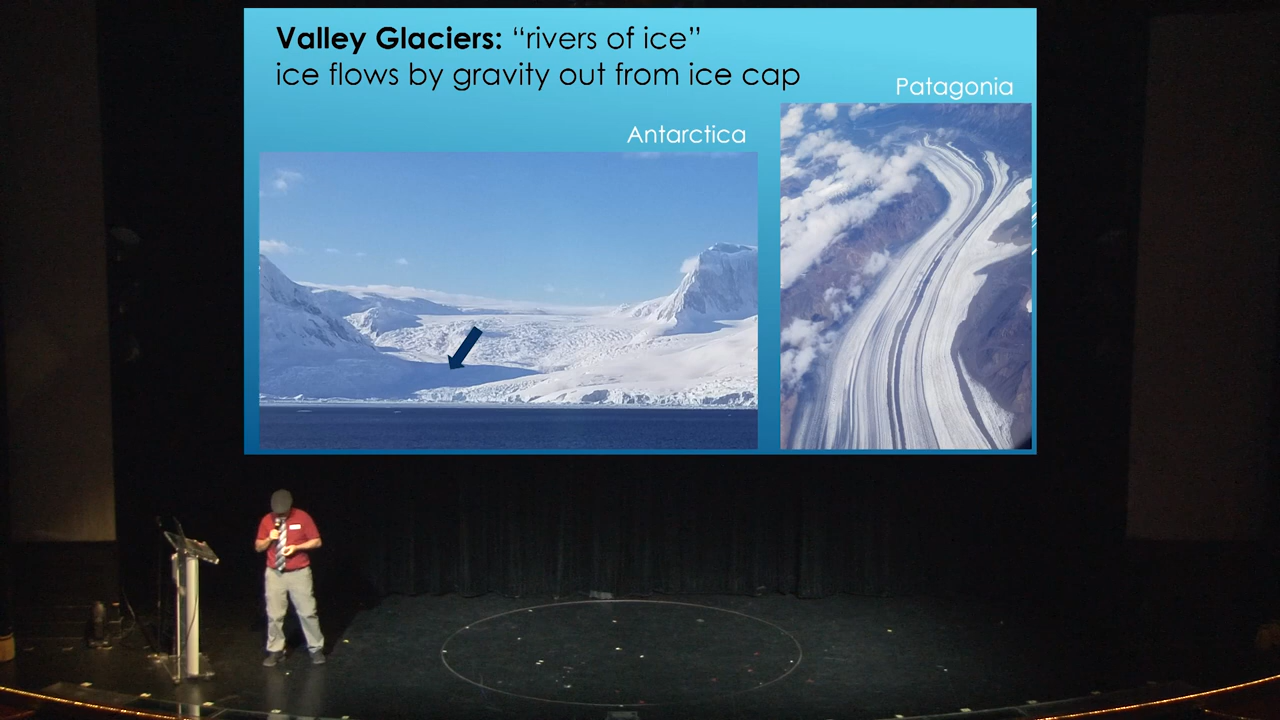 Valley Glaciers: “rivers of ice”
ice flows by gravity out from ice cap
Patagonia
Antarctica